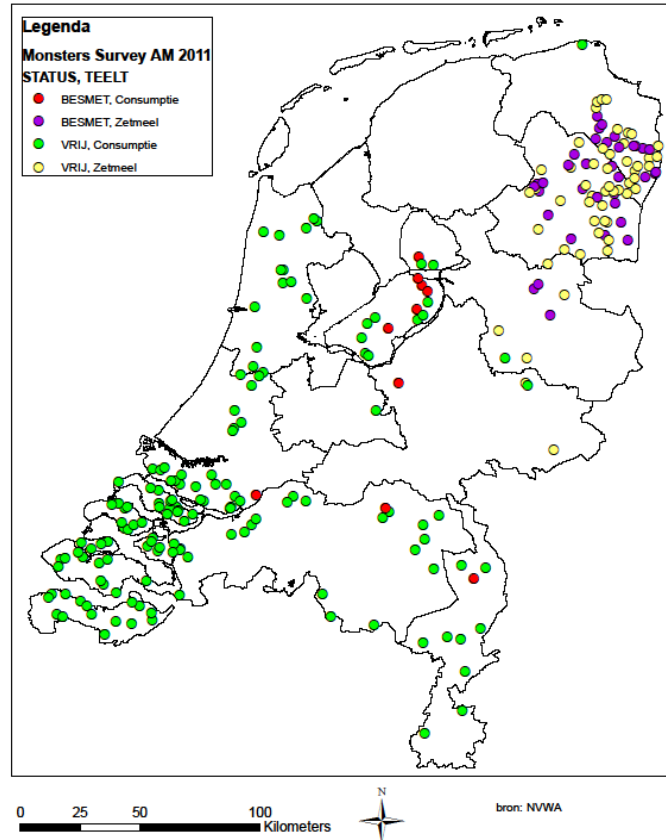 Legenda
Monsters Survey AM 2011
STATUS, TEELT
BESMET, Consumptie
BESMET, Zetmeel
VRIJ, Consumptie
VRIJ, Zetmeel
N
bron: NVWA
0 25 50 100
Kilometers